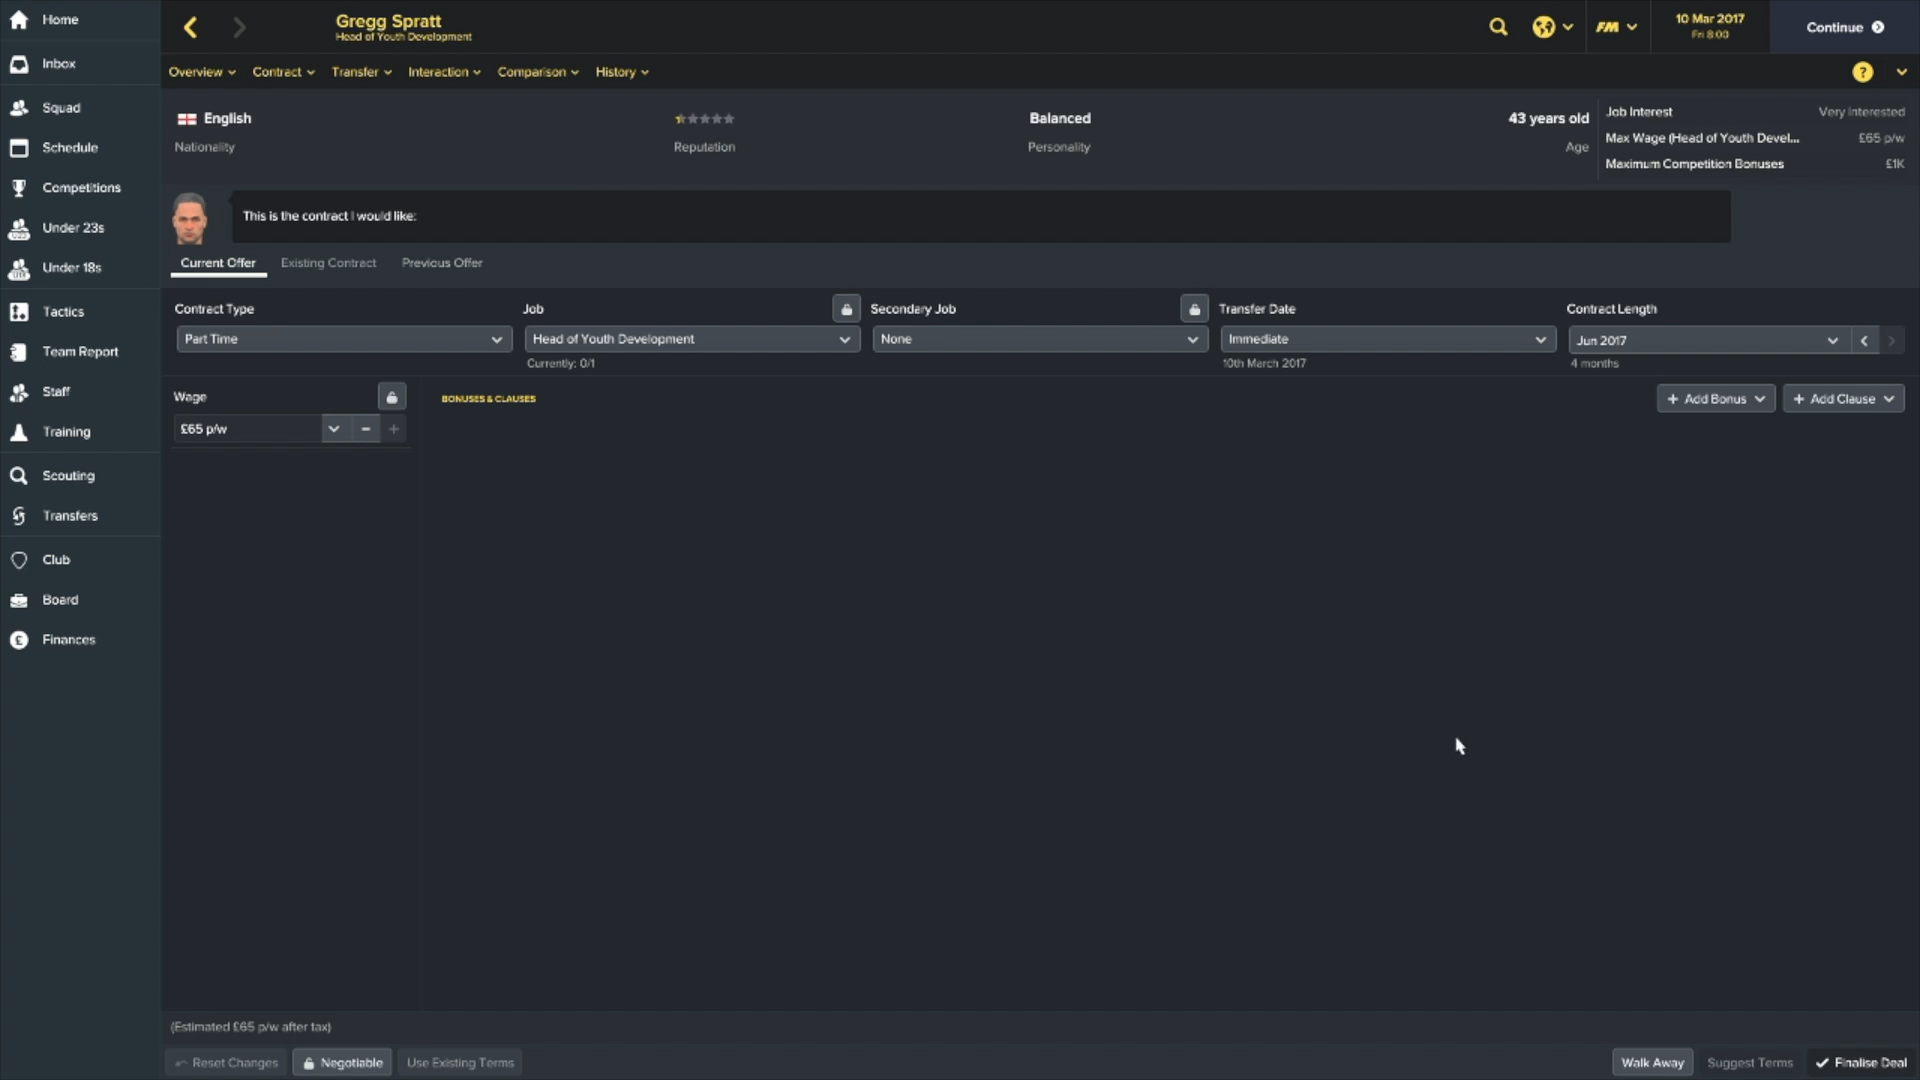 Home
Inbox
Squad
Schedule
Competitions
Under 23s
Under 18s
Tactics
Team Report
Staff
Training
Scouting
Transfers
Club
Board
Finances
Gregg Spratt
Head of Youth Development
FM
10 Mar 2017
Fri 8:00
Continue
Overview
Contract
Transfer
Interaction
Comparison
History
?
English
Nationality
Reputation
Balanced
Personality
43 years old
Age
Job Interest Very Interested
Max Wage (Head of Youth Devel... £65 p/w
Maximum Competition Bonuses £1K
This is the contract I would like:
Current Offer
Existing Contract
Previous Offer
Contract Type
Part Time
Job
Head of Youth Development
Currently: 0/1
Secondary Job
None
Transfer Date
Immediate
10th March 2017
Contract Length
Jun 2017
4 months
Wage
£65 p/w
BONUSES & CLAUSES
+ Add Bonus
+ Add Clause
(Estimated £65 p/w after tax)
Reset Changes
Negotiable
Use Existing Terms
Walk Away
Suggest Terms
Finalise Deal